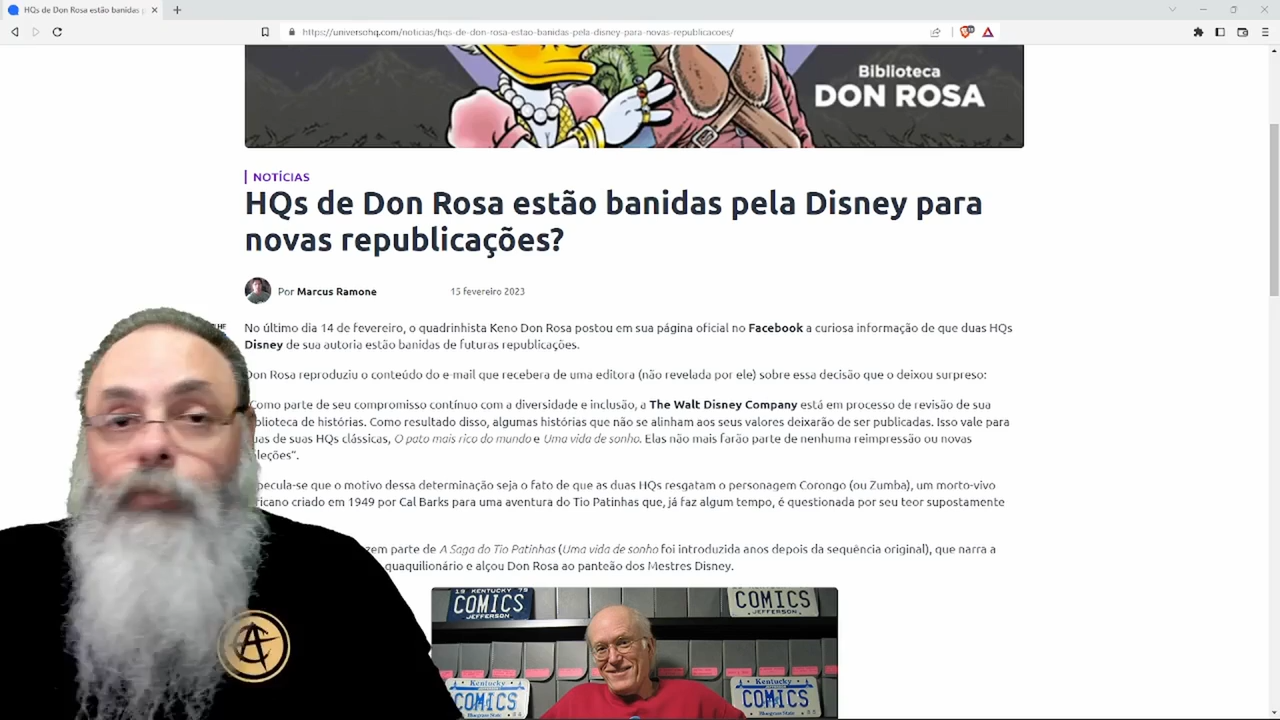 HQs de Don Rosa estão banidas p
https://universohq.com/noticias/hqs-de-don-rosa-estao-banidas-pela-disney-para-novas-republicacoes/
Biblioteca
DON ROSA
NOTÍCIAS
HQs de Don Rosa estão banidas pela Disney para
novas republicações?
Por Marcus Ramone
15 fevereiro 2023
No último dia 14 de fevereiro, o quadrinhista Keno Don Rosa postou em sua página oficial no Facebook a curiosa informação de que duas HQs
Disney de sua autoria estão banidas de futuras republicações.
Don Rosa reproduziu o conteúdo do e-mail que recebera de uma editora (não revelada por ele) sobre essa decisão que o deixou surpreso:
Como parte de seu compromisso contínuo com a diversidade e inclusão, a The Walt Disney Company está em processo de revisão de sua
blioteca de histórias. Como resultado disso, algumas histórias que não se alinham aos seus valores deixarão de ser publicadas. Isso vale para
uas de suas HQs clássicas, O pato mais rico do mundo e Uma vida de sonho. Elas não mais farão parte de nenhuma reimpressão ou novas
leções".
pecula-se que o motivo dessa determinação seja o fato de que as duas HQs resgatam o personagem Corongo (ou Zumba), um morto-vivo
ricano criado em 1949 por Cal Barks para uma aventura do Tio Patinhas que, já faz algum tempo, é questionada por seu teor supostamente
zem parte de A Saga do Tio Patinhas (Uma vida de sonho foi introduzida anos depois da sequência original), que narra a
quaquilionário e alçou Don Rosa ao panteão dos Mestres Disney.
COMICS
JEFFERSON
COMICS
JEFFERSON
Kentucky
COMICS
Kentucky
COMICS